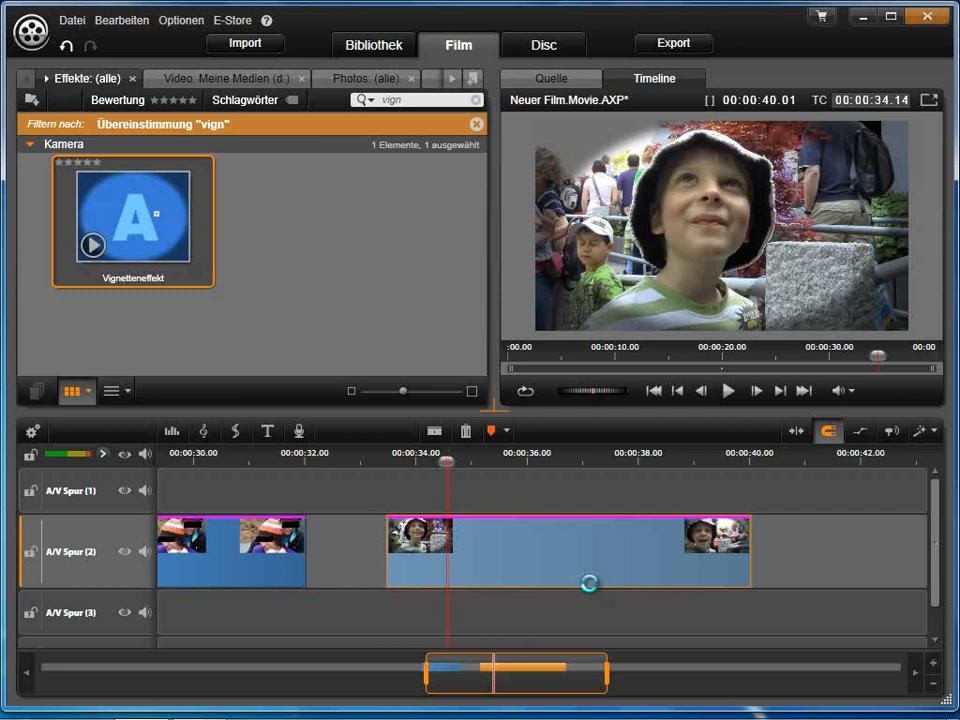 Datei Bearbeiten Optionen E-Store ?
Import
Bibliothek
Film
Disc
Export
Effekte: (alle) ×
Video: Meine Medien (d:) ×
Photos: (alle) ×
Quelle
Timeline
Bewertung
Schlagwörter
vign
Neuer Film.Movie.AXP*
[ ] 00:00:40.01
TC 00:00:34.14
Filtern nach: Übereinstimmung "vign"
Kamera
1 Elemente, 1 ausgewählt
A
Vignetteneffekt
:00.00 00:00:10.00 00:00:20.00 00:00:30.00 00:00
00:00:30.00 00:00:32.00 00:00:34.00 00:00:36.00 00:00:38.00 00:00:40.00 00:00:42.00
A/V Spur (1)
A/V Spur (2)
A/V Spur (3)